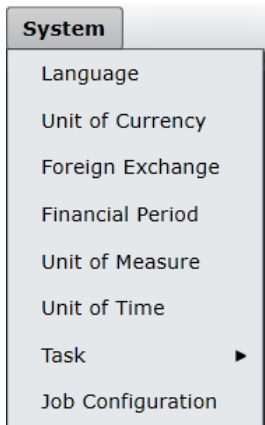 System
Language
Unit of Currency
Foreign Exchange
Financial Period
Unit of Measure
Unit of Time
Task
Job Configuration